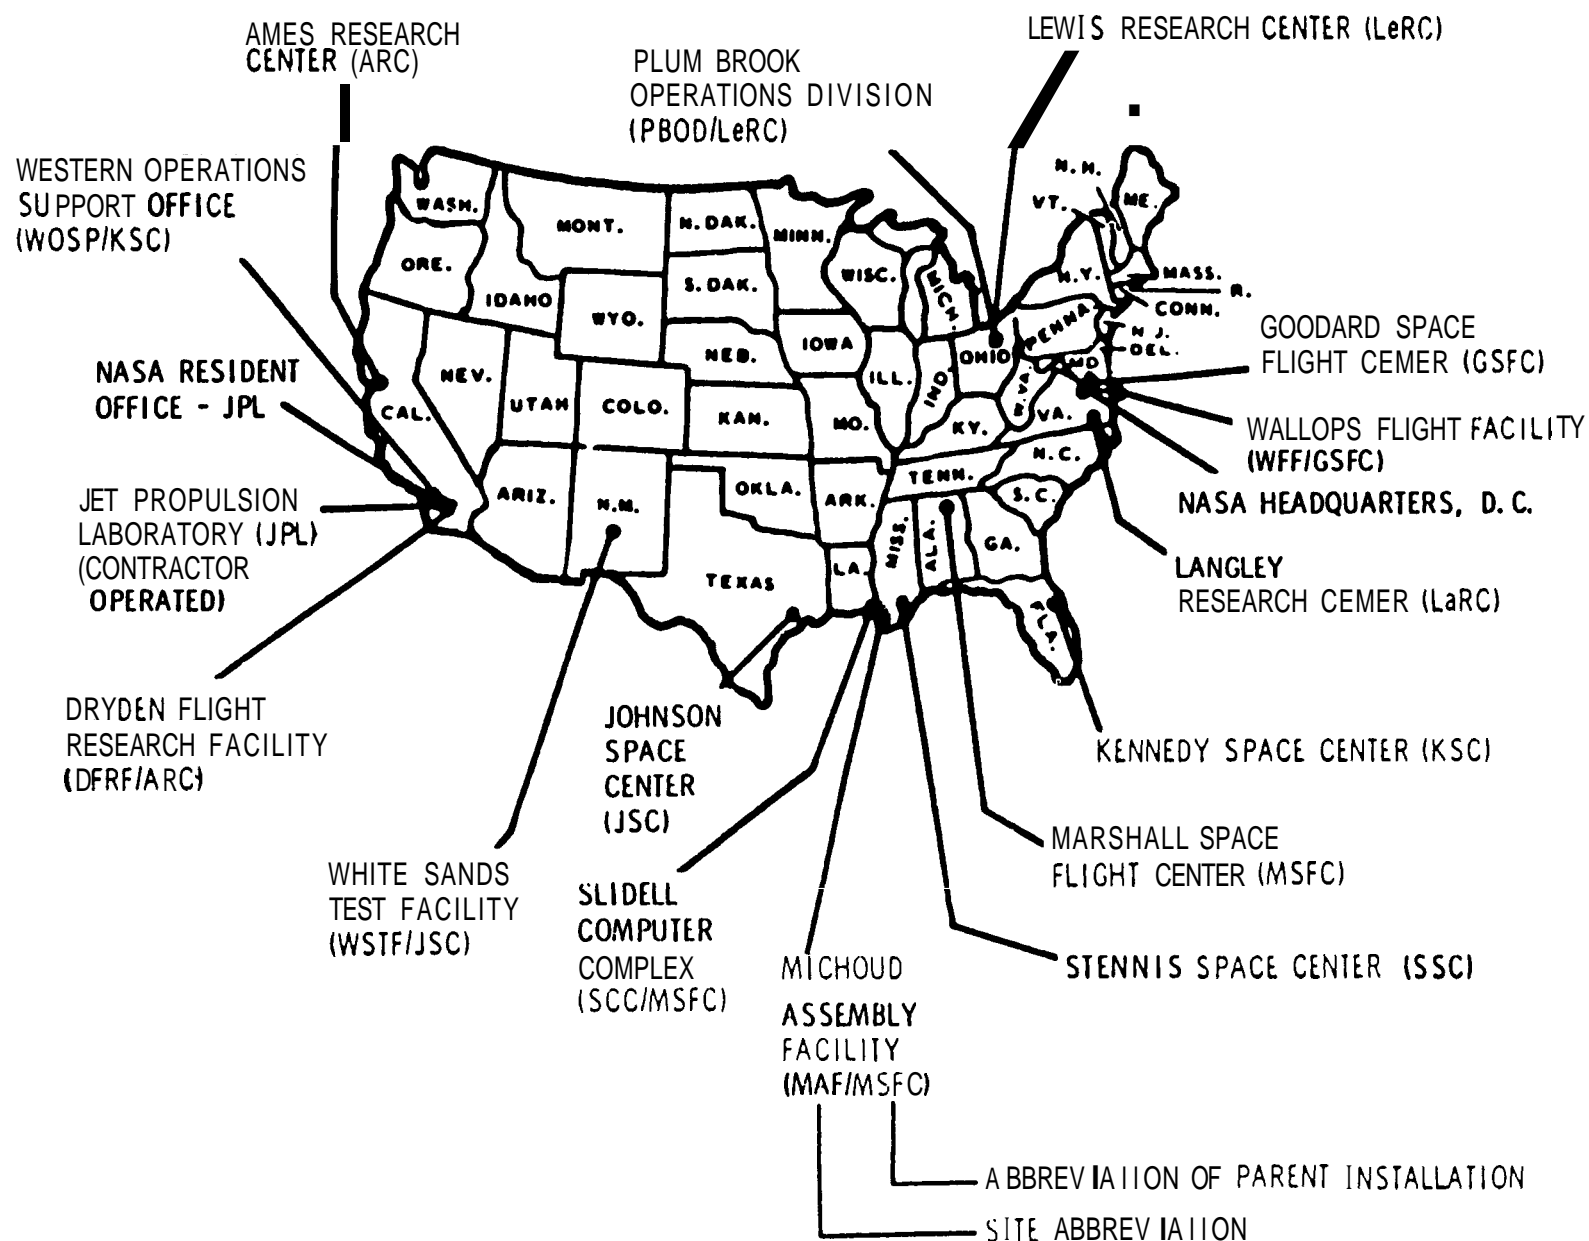 AMES RESEARCH
CENTER (ARC)
PLUM BROOK
OPERATIONS DIVISION
(PBOD/LeRC)
LEWIS RESEARCH CENTER (LeRC)
WESTERN OPERATIONS
SUPPORT OFFICE
(WOSP/KSC)
NASA RESIDENT
OFFICE - JPL
JET PROPULSION
LABORATORY (JPL)
(CONTRACTOR
OPERATED)
DRYDEN FLIGHT
RESEARCH FACILITY
(DFRF/ARC)
WHITE SANDS
TEST FACILITY
(WSTF/JSC)
JOHNSON
SPACE
CENTER
(JSC)
SLIDELL
COMPUTER
COMPLEX
(SCC/MSFC)
MICHOUD
ASSEMBLY
FACILITY
(MAF/MSFC)
ABBREVIAIION OF PARENT INSTALLATION
SITE ABBREVIAIION
STENNIS SPACE CENTER (SSC)
MARSHALL SPACE
FLIGHT CENTER (MSFC)
KENNEDY SPACE CENTER (KSC)
LANGLEY
RESEARCH CEMER (LaRC)
NASA HEADQUARTERS, D.C.
WALLOPS FLIGHT FACILITY
(WFF/GSFC)
GOODARD SPACE
FLIGHT CEMER (GSFC)
WASH.
ORE.
CAL.
NEV.
IDAHO
MONT.
WYO.
UTAH
COLO.
ARIZ.
N.M.
N. DAK.
S. DAK.
NEB.
KAN.
OKLA.
TEXAS
MINN.
IOWA
MO.
ARK.
LA.
WISC.
ILL.
MICH.
IND.
OHIO
KY.
TENN.
MISS.
ALA.
GA.
FLA.
S.C.
N.C.
VA.
W.VA.
MD
DEL.
N J.
PENNA.
N.Y.
CONN.
R.
MASS.
VT.
N.H.
ME.